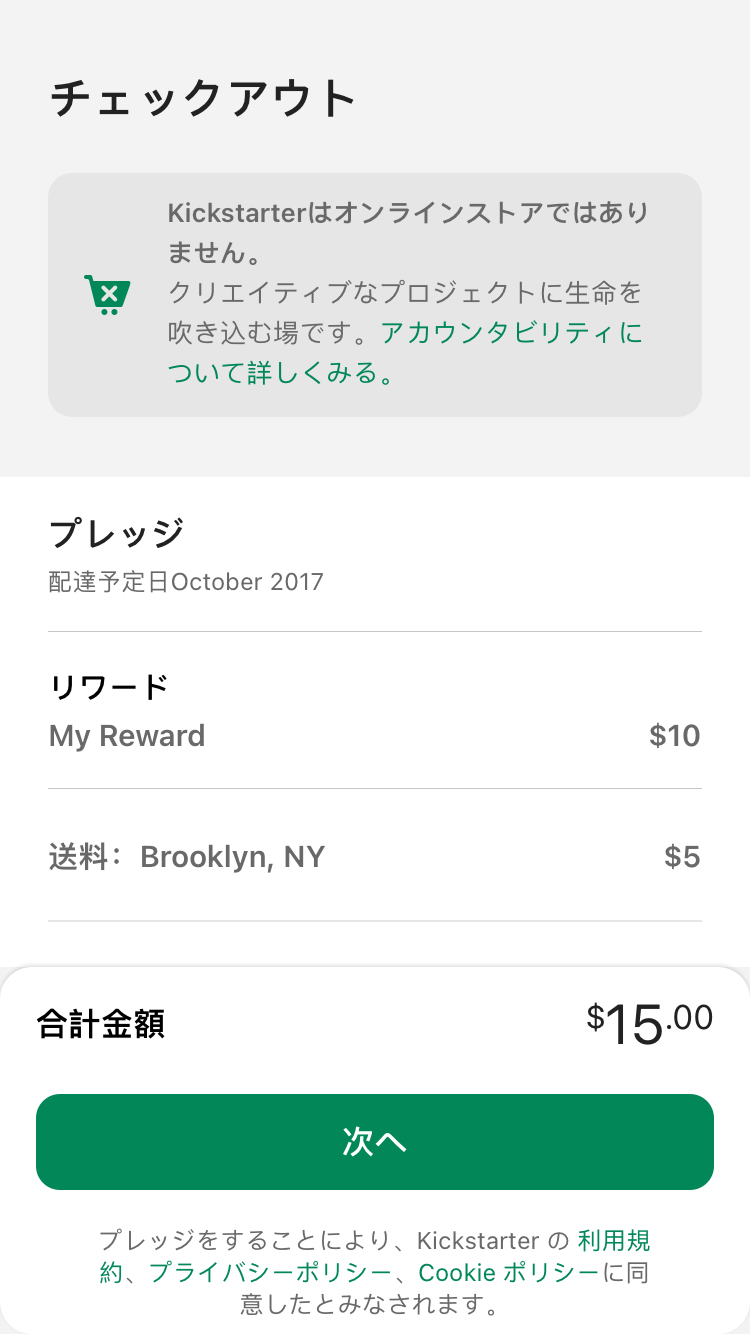 チェックアウト
Kickstarterはオンラインストアではあり
ません。
クリエイティブなプロジェクトに生命を
吹き込む場です。アカウンタビリティに
ついて詳しくみる。
プレッジ
配達予定日October 2017
リワード
My Reward $10
送料： Brooklyn, NY $5
合計金額 $15.00
次へ
プレッジをすることにより、Kickstarter の 利用規
約、プライバシーポリシー、Cookie ポリシーに同
意したとみなされます。